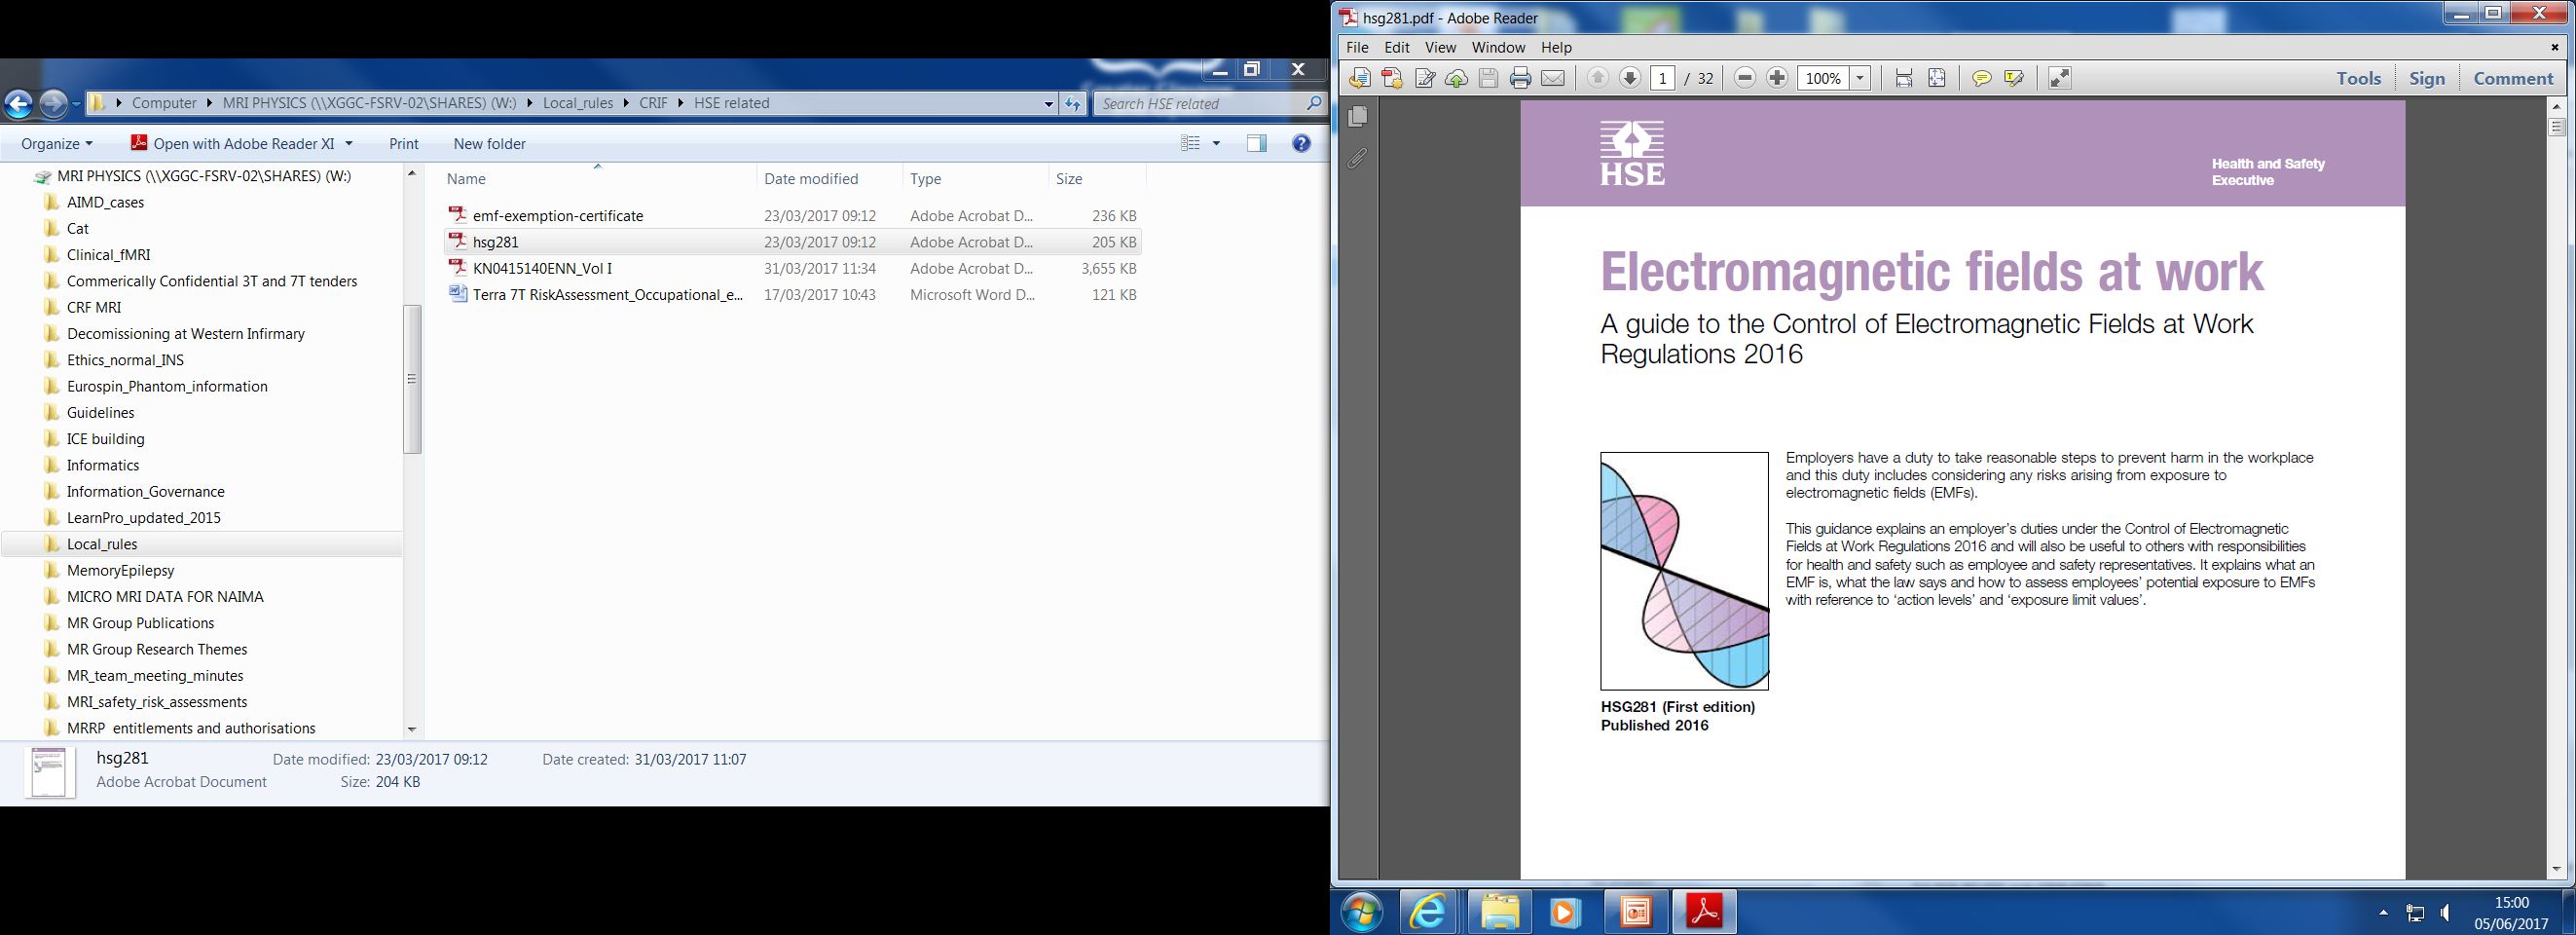 Computer MRI PHYSICS (\\XGGC-FSRV-02\SHARES) (W:) Local_rules CRIF HSE related
Search HSE related
Organize Open with Adobe Reader XI Print New folder
MRI PHYSICS (\\XGGC-FSRV-02\SHARES) (W:)
AIMD_cases
Cat
Clinical_fMRI
Commerically Confidential 3T and 7T tenders
CRF MRI
Decomissioning at Western Infirmary
Ethics_normal_INS
Eurospin_Phantom_information
Guidelines
ICE building
Informatics
Information_Governance
LearnPro_updated_2015
Local_rules
MemoryEpilepsy
MICRO MRI DATA FOR NAIMA
MR Group Publications
MR Group Research Themes
MR_team_meeting_minutes
MRI_safety_risk_assessments
MRRP entitlements and authorisations
Name Date modified Type Size
emf-exemption-certificate 23/03/2017 09:12 Adobe Acrobat D... 236 KB
hsg281 23/03/2017 09:12 Adobe Acrobat D... 205 KB
KN0415140ENN_Vol I 31/03/2017 11:34 Adobe Acrobat D... 3,655 KB
Terra 7T RiskAssessment_Occupational_e... 17/03/2017 10:43 Microsoft Word D... 121 KB
hsg281 Date modified: 23/03/2017 09:12 Date created: 31/03/2017 11:07
Adobe Acrobat Document Size: 204 KB
hsg281.pdf - Adobe Reader
File Edit View Window Help
1 / 32 100% Tools Sign Comment
HSE
Health and Safety
Executive
Electromagnetic fields at work
A guide to the Control of Electromagnetic Fields at Work
Regulations 2016
Employers have a duty to take reasonable steps to prevent harm in the workplace
and this duty includes considering any risks arising from exposure to
electromagnetic fields (EMFs).
This guidance explains an employer's duties under the Control of Electromagnetic
Fields at Work Regulations 2016 and will also be useful to others with responsibilities
for health and safety such as employee and safety representatives. It explains what an
EMF is, what the law says and how to assess employees' potential exposure to EMFs
with reference to 'action levels' and 'exposure limit values'.
HSG281 (First edition)
Published 2016
15:00
05/06/2017